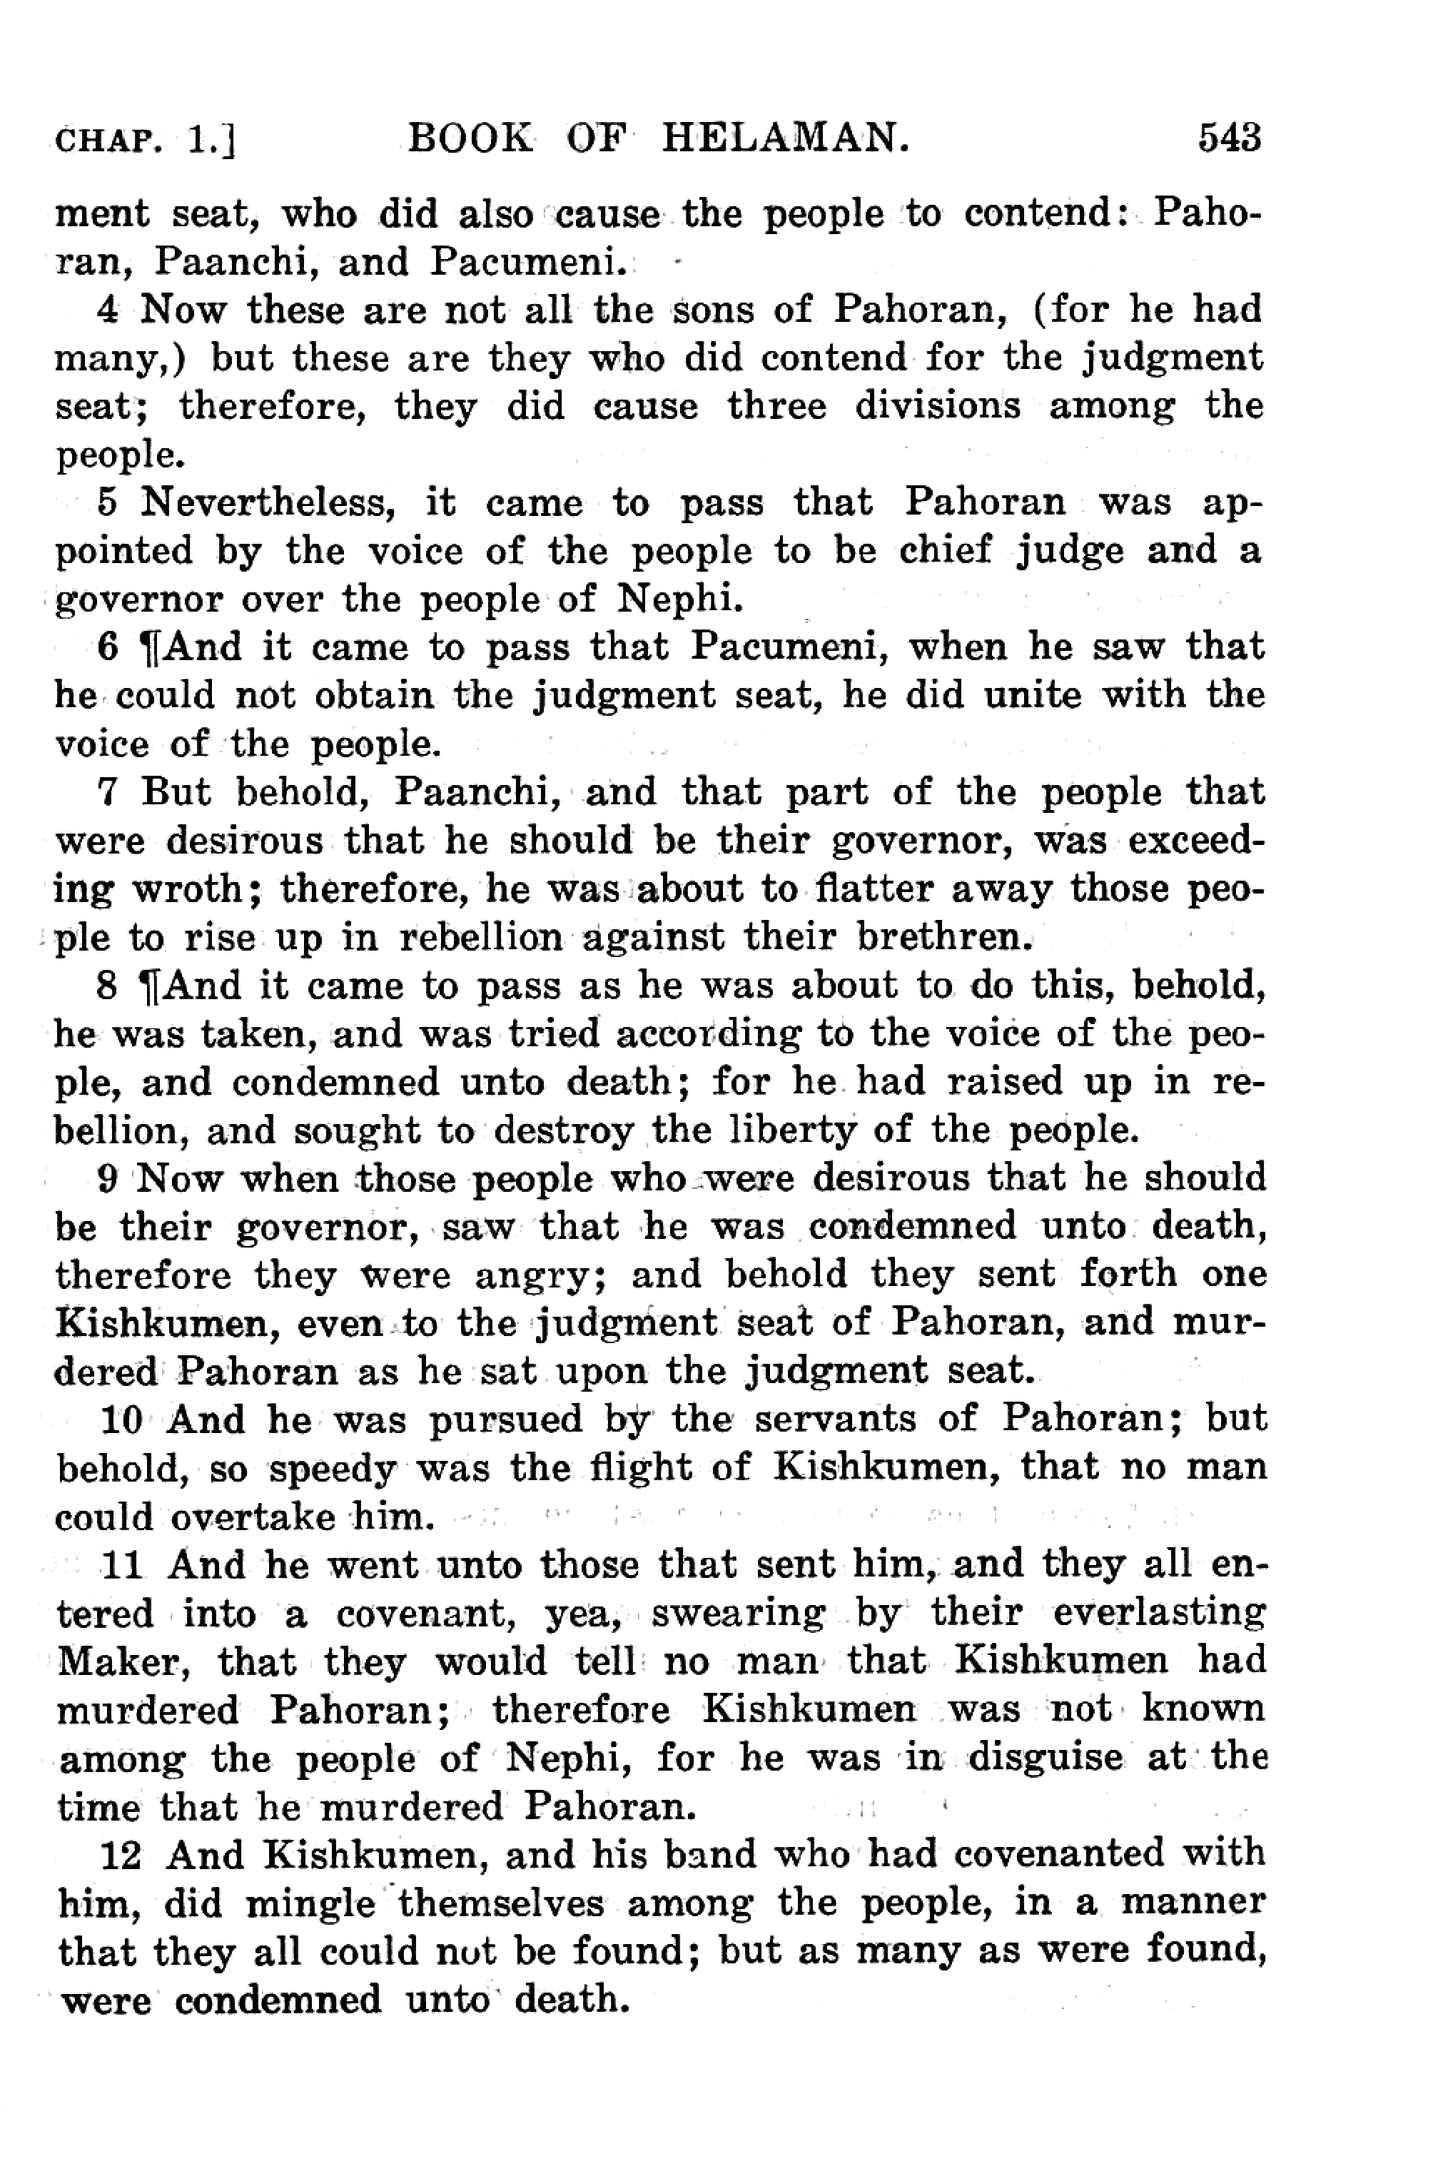 CHAP. 1.] BOOK OF HELAMAN. 543
ment seat, who did also cause the people to contend: Paho-
ran, Paanchi, and Pacumeni.
4 Now these are not all the sons of Pahoran, (for he had
many,) but these are they who did contend for the judgment
seat; therefore, they did cause three divisions among the
people.
5 Nevertheless, it came to pass that Pahoran was ap-
pointed by the voice of the people to be chief judge and a
governor over the people of Nephi.
6 ¶And it came to pass that Pacumeni, when he saw that
he could not obtain the judgment seat, he did unite with the
voice of the people.
7 But behold, Paanchi, and that part of the people that
were desirous that he should be their governor, was exceed-
ing wroth; therefore, he was about to flatter away those peo-
ple to rise up in rebellion against their brethren.
8 ¶And it came to pass as he was about to do this, behold,
he was taken, and was tried according to the voice of the peo-
ple, and condemned unto death; for he had raised up in re-
bellion, and sought to destroy the liberty of the people.
9 Now when those people who were desirous that he should
be their governor, saw that he was condemned unto death,
therefore they were angry; and behold they sent forth one
Kishkumen, even to the judgment seat of Pahoran, and mur-
dered Pahoran as he sat upon the judgment seat.
10 And he was pursued by the servants of Pahoran; but
behold, so speedy was the flight of Kishkumen, that no man
could overtake him.
11 And he went unto those that sent him, and they all en-
tered into a covenant, yea, swearing by their everlasting
Maker, that they would tell no man that Kishkumen had
murdered Pahoran; therefore Kishkumen was not known
among the people of Nephi, for he was in disguise at the
time that he murdered Pahoran.
12 And Kishkumen, and his band who had covenanted with
him, did mingle themselves among the people, in a manner
that they all could not be found; but as many as were found,
were condemned unto death.